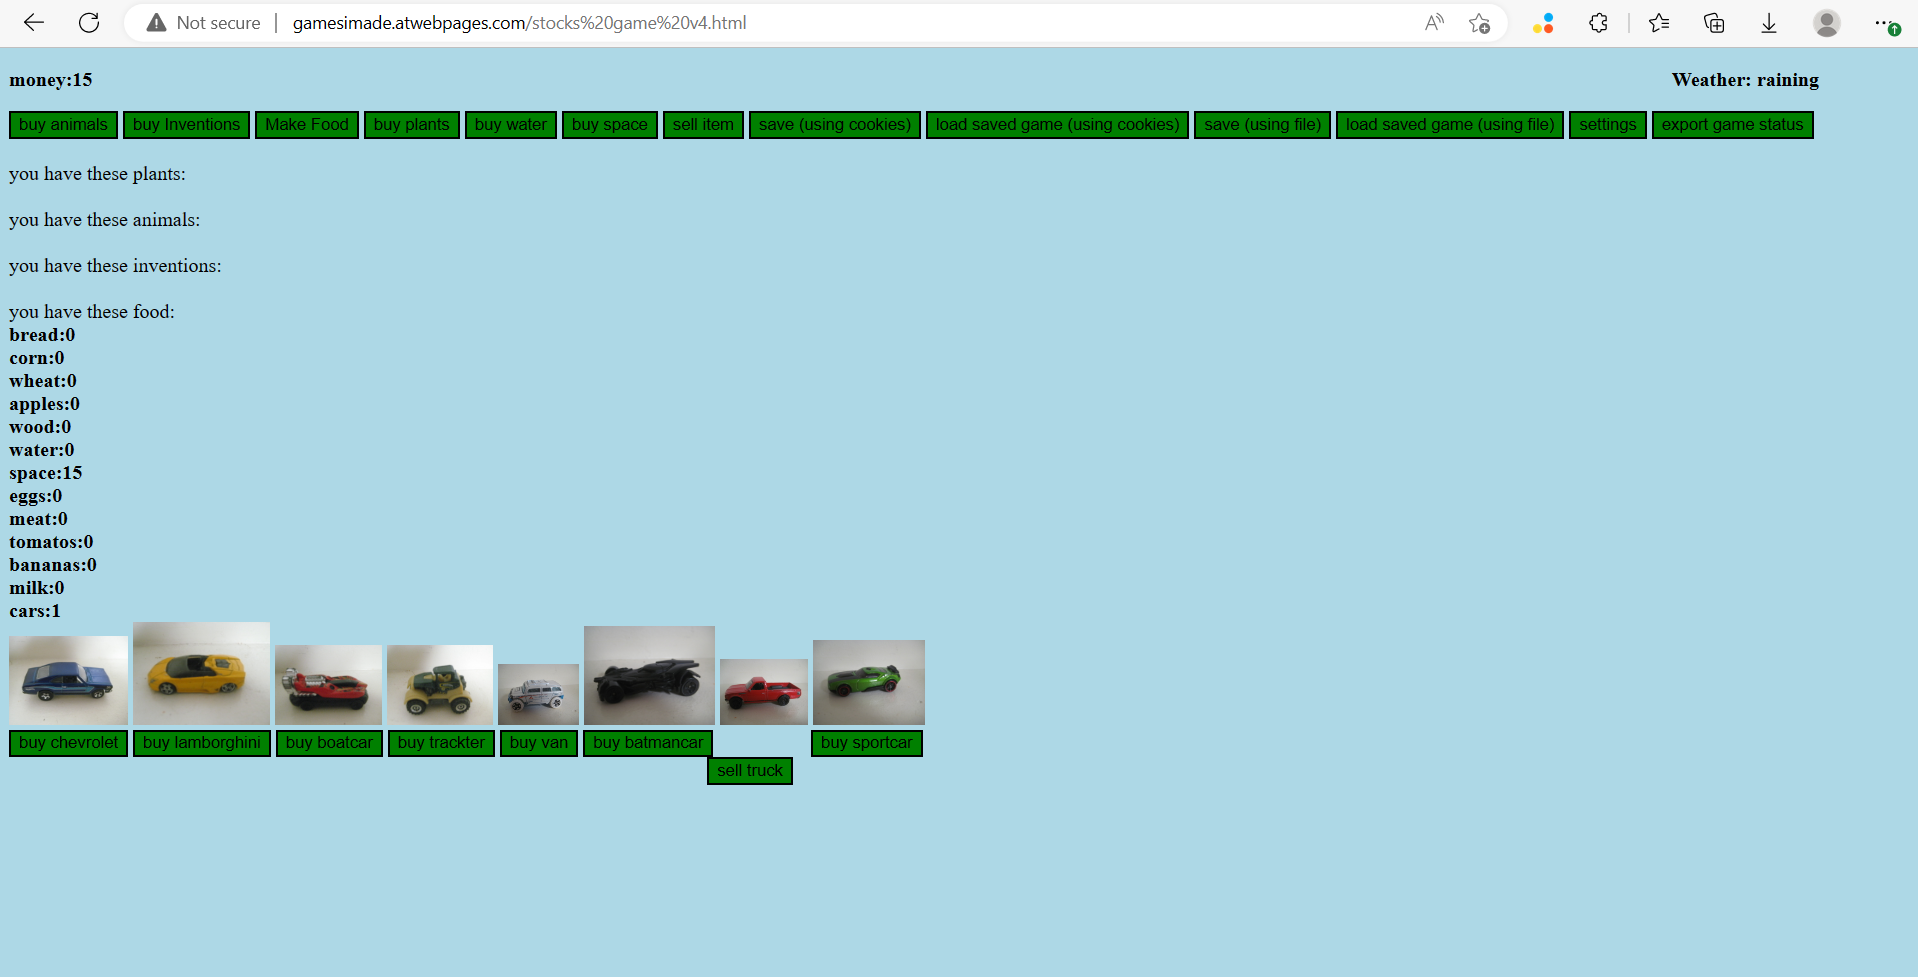 Not secure | gamesimade.atwebpages.com/stocks%20game%20v4.html
money:15 Weather: raining
buy animals buy Inventions Make Food buy plants buy water buy space sell item save (using cookies) load saved game (using cookies) save (using file) load saved game (using file) settings export game status
you have these plants:
you have these animals:
you have these inventions:
you have these food:
bread:0
corn:0
wheat:0
apples:0
wood:0
water:0
space:15
eggs:0
meat:0
tomatos:0
bananas:0
milk:0
cars:1
buy chevrolet buy lamborghini buy boatcar buy trackter buy van buy batmancar buy sportcar
sell truck